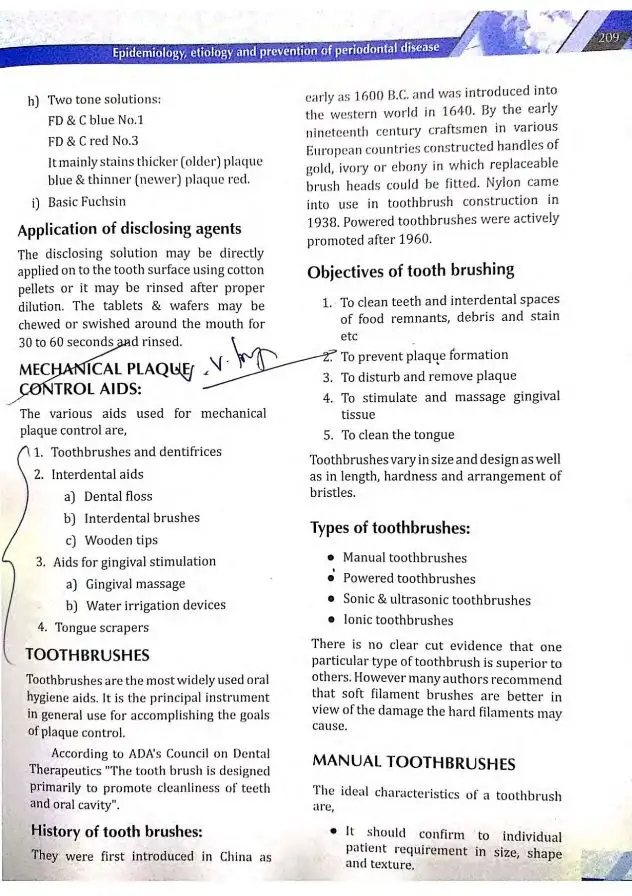 Epidemiology, etiology and prevention of periodontal disease
209
h) Two tone solutions:
FD & C blue No.1
FD & C red No.3
It mainly stains thicker (older) plaque
blue & thinner (newer) plaque red.
i) Basic Fuchsin
Application of disclosing agents
The disclosing solution may be directly
applied on to the tooth surface using cotton
pellets or it may be rinsed after proper
dilution. The tablets & wafers may be
chewed or swished around the mouth for
30 to 60 seconds and rinsed.
MECHANICAL PLAQUE
CONTROL AIDS:
The various aids used for mechanical
plaque control are,
1. Toothbrushes and dentifrices
2. Interdental aids
a) Dental floss
b) Interdental brushes
c) Wooden tips
3. Aids for gingival stimulation
a) Gingival massage
b) Water irrigation devices
4. Tongue scrapers
TOOTHBRUSHES
Toothbrushes are the most widely used oral
hygiene aids. It is the principal instrument
in general use for accomplishing the goals
of plaque control.
According to ADA's Council on Dental
Therapeutics "The tooth brush is designed
primarily to promote cleanliness of teeth
and oral cavity".
History of tooth brushes:
They were first introduced in China as
early as 1600 B.C. and was introduced into
the western world in 1640. By the early
nineteenth century craftsmen in various
European countries constructed handles of
gold, ivory or ebony in which replaceable
brush heads could be fitted. Nylon came
into use in toothbrush construction in
1938. Powered toothbrushes were actively
promoted after 1960.
Objectives of tooth brushing
1. To clean teeth and interdental spaces
of food remnants, debris and stain
etc
2. To prevent plaque formation
3. To disturb and remove plaque
4. To stimulate and massage gingival
tissue
5. To clean the tongue
Toothbrushes vary in size and design as well
as in length, hardness and arrangement of
bristles.
Types of toothbrushes:
• Manual toothbrushes
• Powered toothbrushes
• Sonic & ultrasonic toothbrushes
• Ionic toothbrushes
There is no clear cut evidence that one
particular type of toothbrush is superior to
others. However many authors recommend
that soft filament brushes are better in
view of the damage the hard filaments may
cause.
MANUAL TOOTHBRUSHES
The ideal characteristics of a toothbrush
are,
• It should confirm to individual
patient requirement in size, shape
and texture.